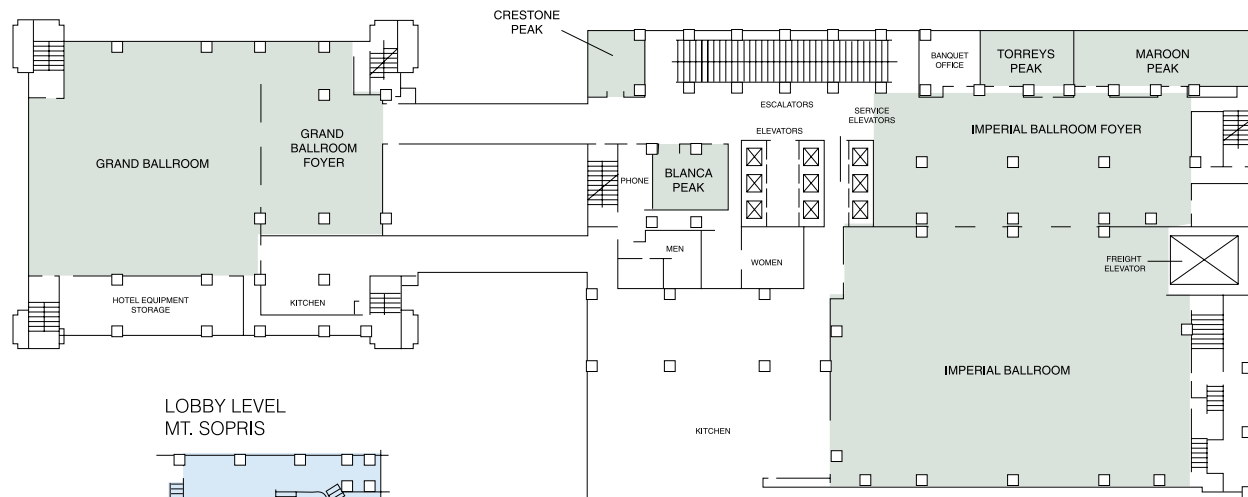 CRESTONE
PEAK
BANQUET
OFFICE
TORREYS
PEAK
MAROON
PEAK
ESCALATORS
SERVICE
ELEVATORS
ELEVATORS
IMPERIAL BALLROOM FOYER
GRAND
BALLROOM
FOYER
GRAND BALLROOM
PHONE
BLANCA
PEAK
MEN
WOMEN
FREIGHT
ELEVATOR
HOTEL EQUIPMENT
STORAGE
KITCHEN
IMPERIAL BALLROOM
LOBBY LEVEL
MT. SOPRIS
KITCHEN